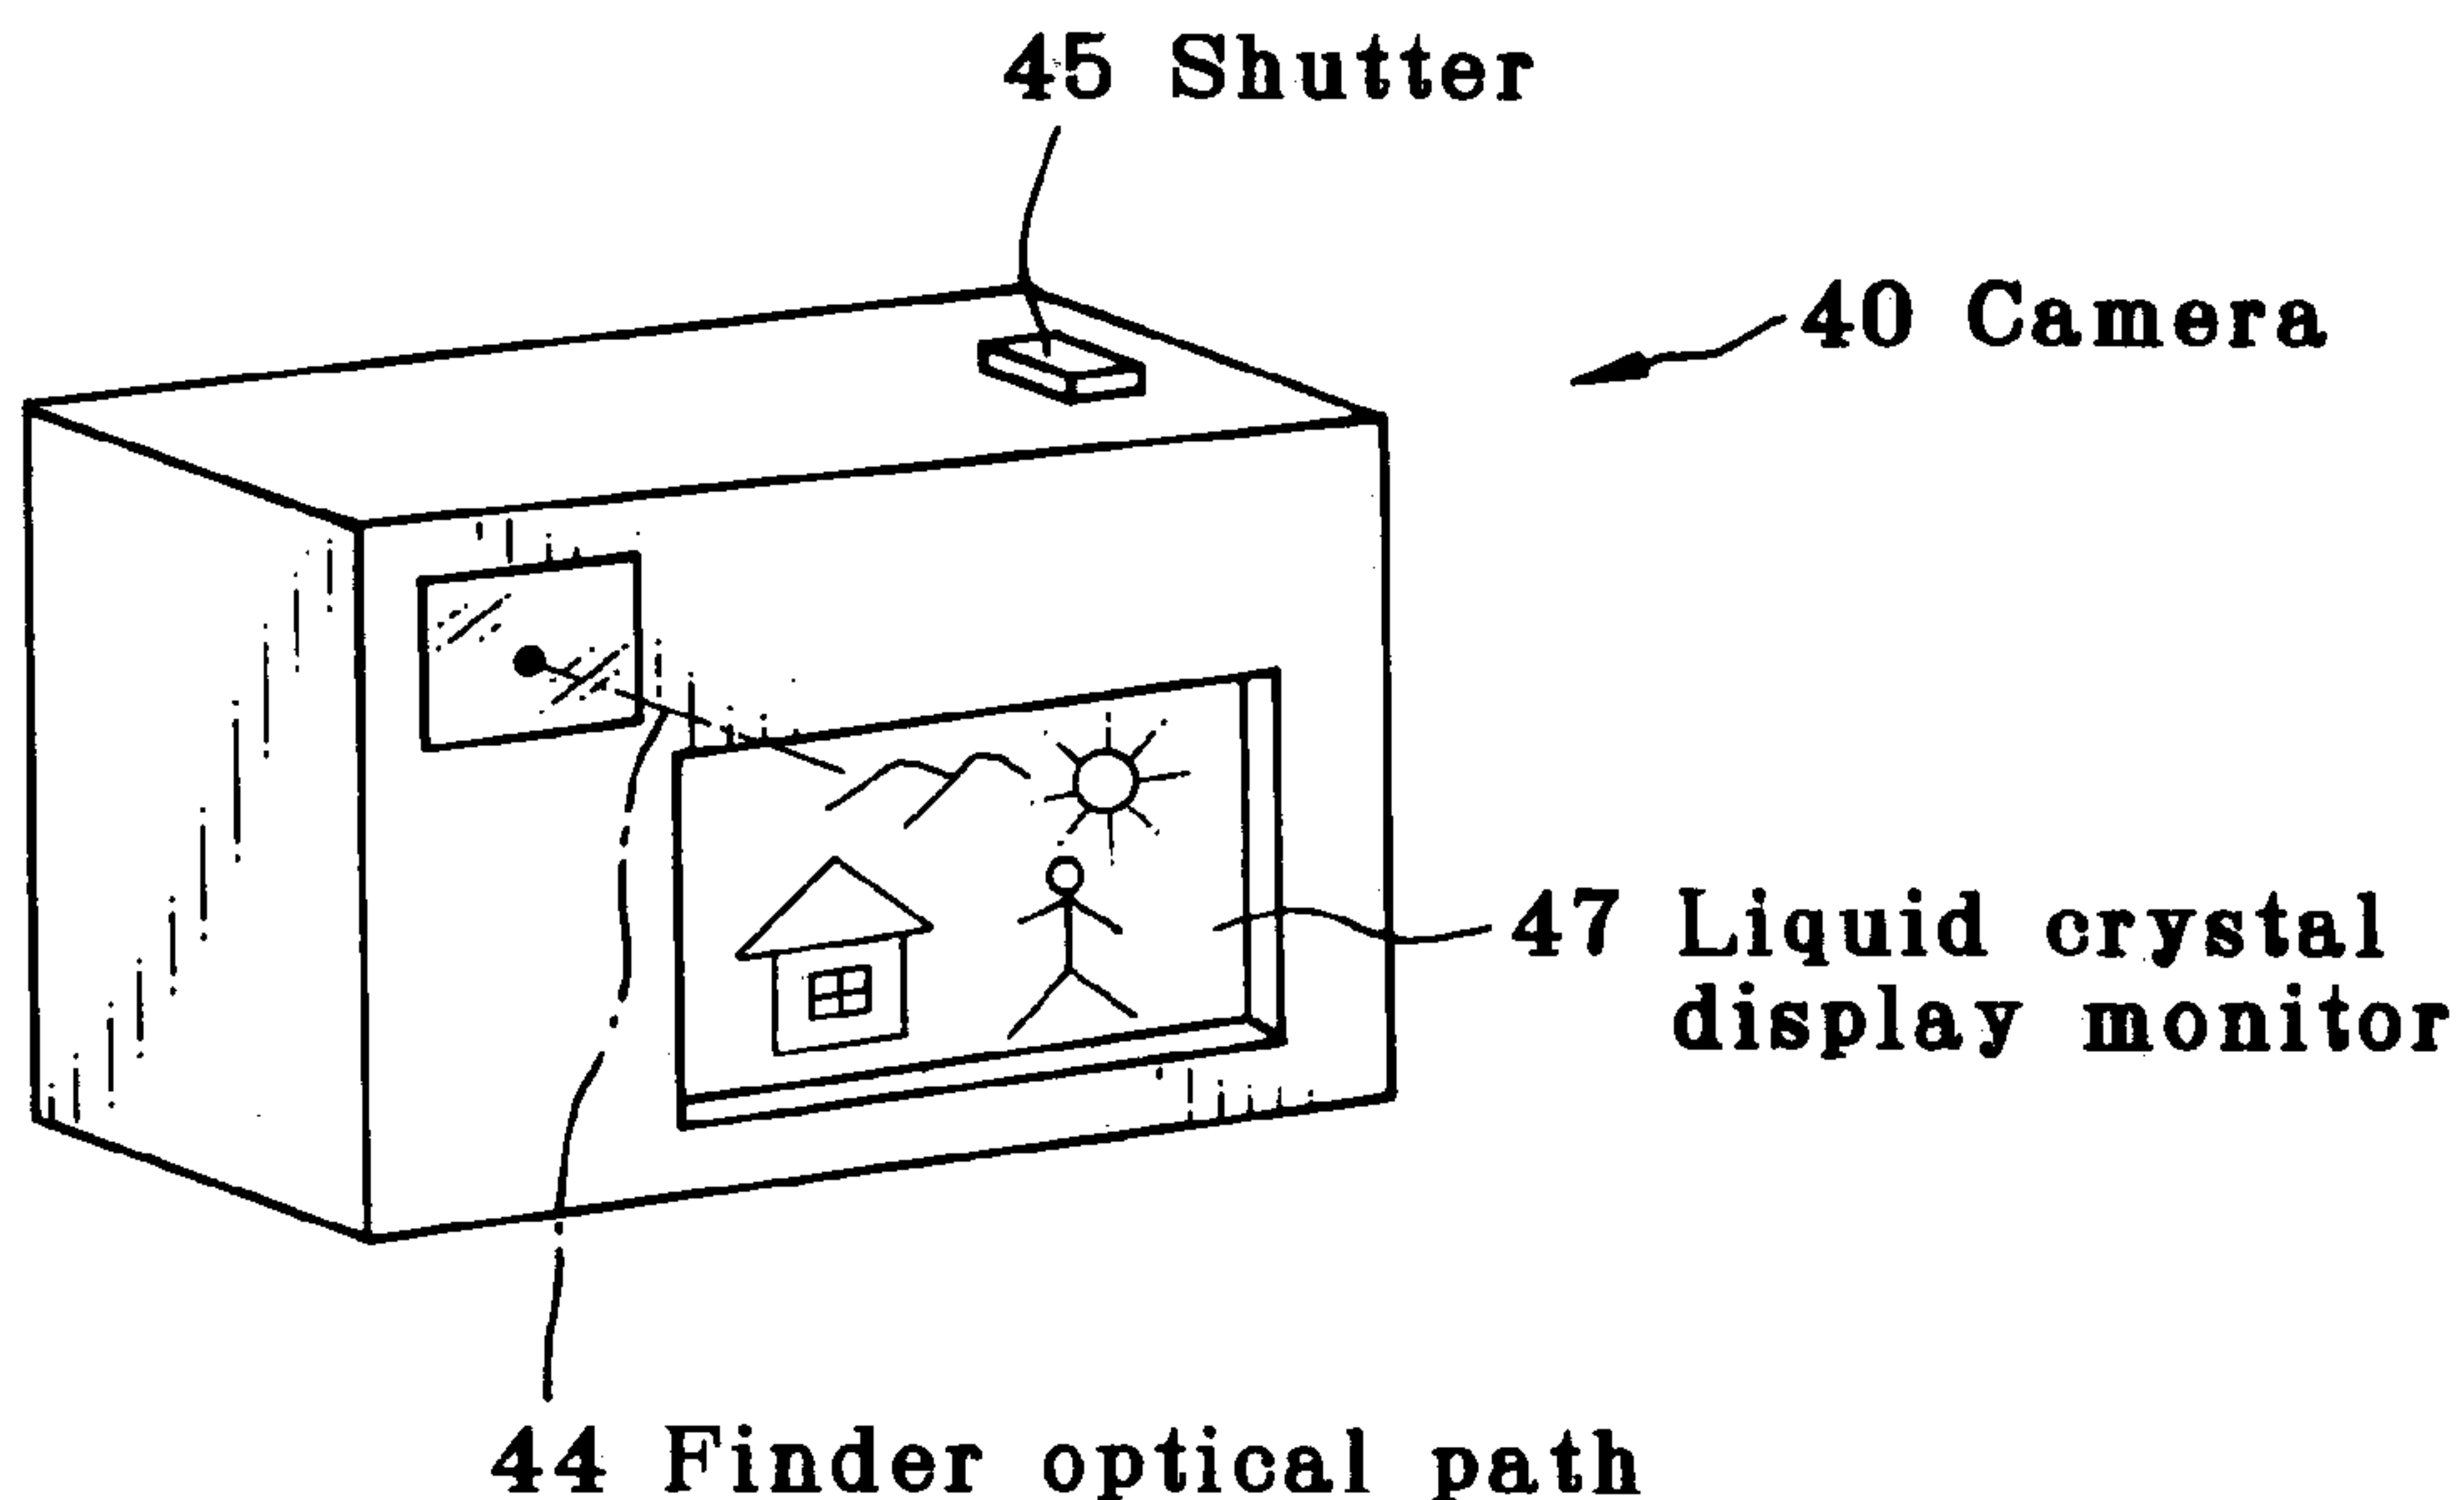 45 Shutter
40 Camera
47 Liquid crystal
display monitor
44 Finder optical path